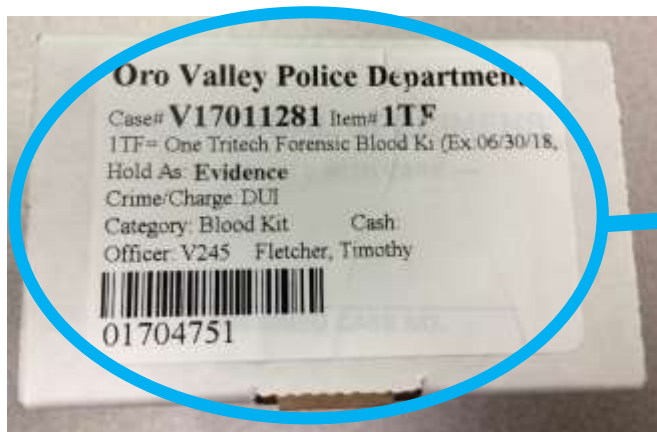 Oro Valley Police Departmen
Case# V17011281 Item# 1TF
1TF= One Tritech Forensic Blood Ki (Ex:06/30/18,
Hold As: Evidence
Crime/Charge: DUI
Category: Blood Kit Cash:
Officer: V245 Fletcher, Timothy
01704751